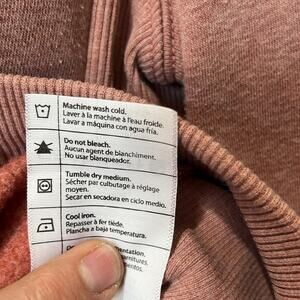 Machine wash cold.
Laver à la machine à l'eau froide.
Lavar a máquina con agua fria.
Do not bleach.
Aucun agent de blanchiment.
No usar blanqueador.
Tumble dry medium.
Sécher par culbutage à réglage
moyen.
Secar en secadora en ciclo medio.
Cool iron.
Repasser à fer tiède.
Plancha a baja temperatura.